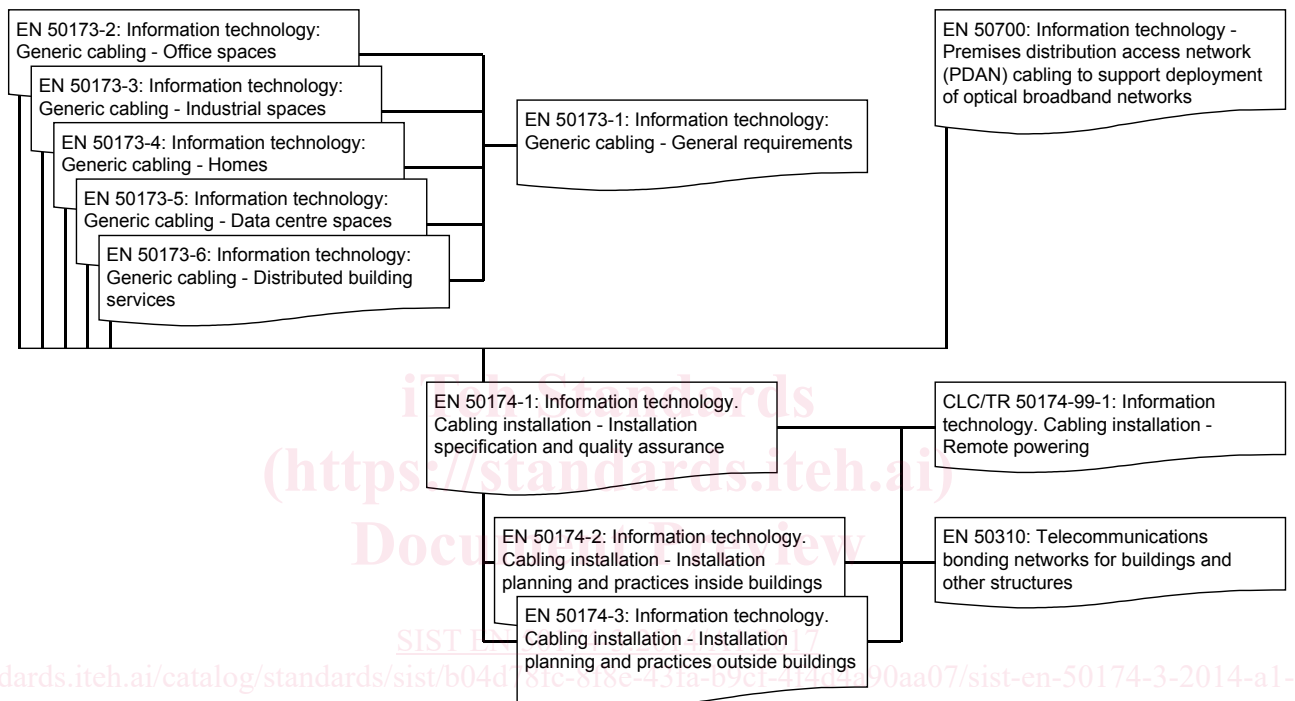 EN 50173-2: Information technology:
Generic cabling - Office spaces
EN 50173-3: Information technology:
Generic cabling - Industrial spaces
EN 50173-4: Information technology:
Generic cabling - Homes
EN 50173-5: Information technology:
Generic cabling - Data centre spaces
EN 50173-6: Information technology:
Generic cabling - Distributed building
services
EN 50173-1: Information technology:
Generic cabling - General requirements
EN 50700: Information technology -
Premises distribution access network
(PDAN) cabling to support deployment
of optical broadband networks
iTeh Standards
(https://standards.iteh.ai)
Document Preview
EN 50174-1: Information technology.
Cabling installation - Installation
specification and quality assurance
CLC/TR 50174-99-1: Information
technology. Cabling installation -
Remote powering
EN 50174-2: Information technology.
Cabling installation - Installation
planning and practices inside buildings
EN 50310: Telecommunications
bonding networks for buildings and
other structures
EN 50174-3: Information technology.
Cabling installation - Installation
planning and practices outside buildings
SIST EN 50174-3:2014/A1:2017